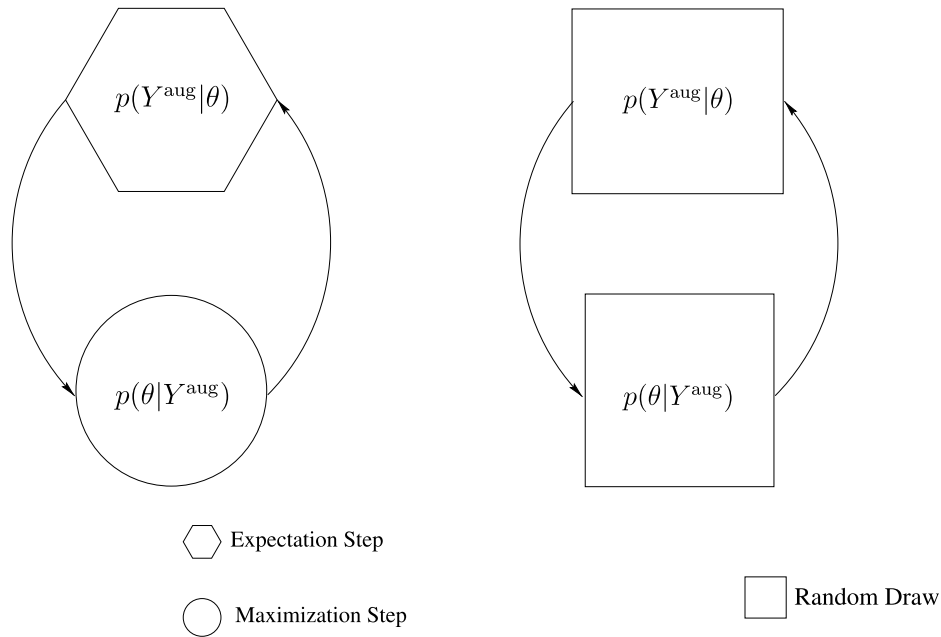 p(Y^aug|θ)
p(Y^aug|θ)
p(θ|Y^aug)
p(θ|Y^aug)
Expectation Step
Random Draw
Maximization Step